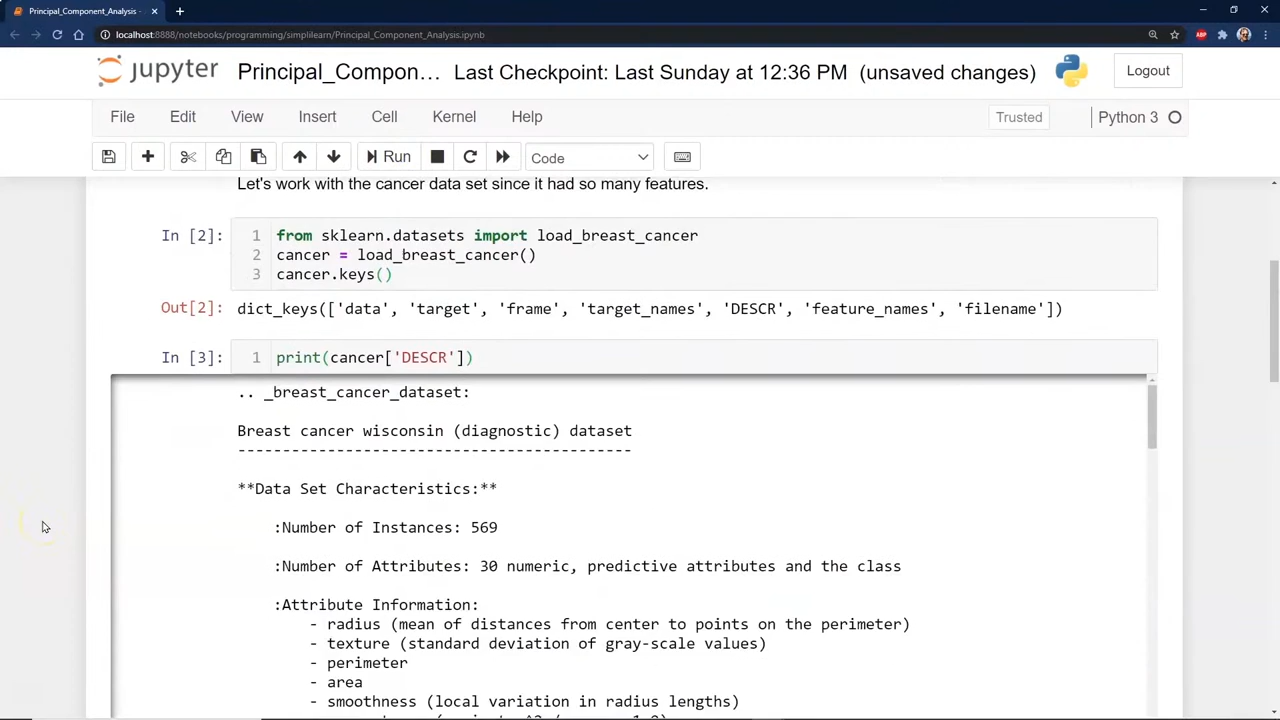 Principal_Component_Analysis -
localhost:8888/notebooks/programming/simplilearn/Principal_Component_Analysis.ipynb
ABP
jupyter Principal_Compon... Last Checkpoint: Last Sunday at 12:36 PM (unsaved changes) Logout
File Edit View Insert Cell Kernel Help Trusted Python 3
Run Code
Let's work with the cancer data set since it had so many features.
In [2]: 1 from sklearn.datasets import load_breast_cancer
2 cancer = load_breast_cancer()
3 cancer.keys()
Out[2]: dict_keys(['data', 'target', 'frame', 'target_names', 'DESCR', 'feature_names', 'filename'])
In [3]: 1 print(cancer['DESCR'])
.. _breast_cancer_dataset:
Breast cancer wisconsin (diagnostic) dataset
--------------------------------------------
**Data Set Characteristics:**
:Number of Instances: 569
:Number of Attributes: 30 numeric, predictive attributes and the class
:Attribute Information:
- radius (mean of distances from center to points on the perimeter)
- texture (standard deviation of gray-scale values)
- perimeter
- area
- smoothness (local variation in radius lengths)